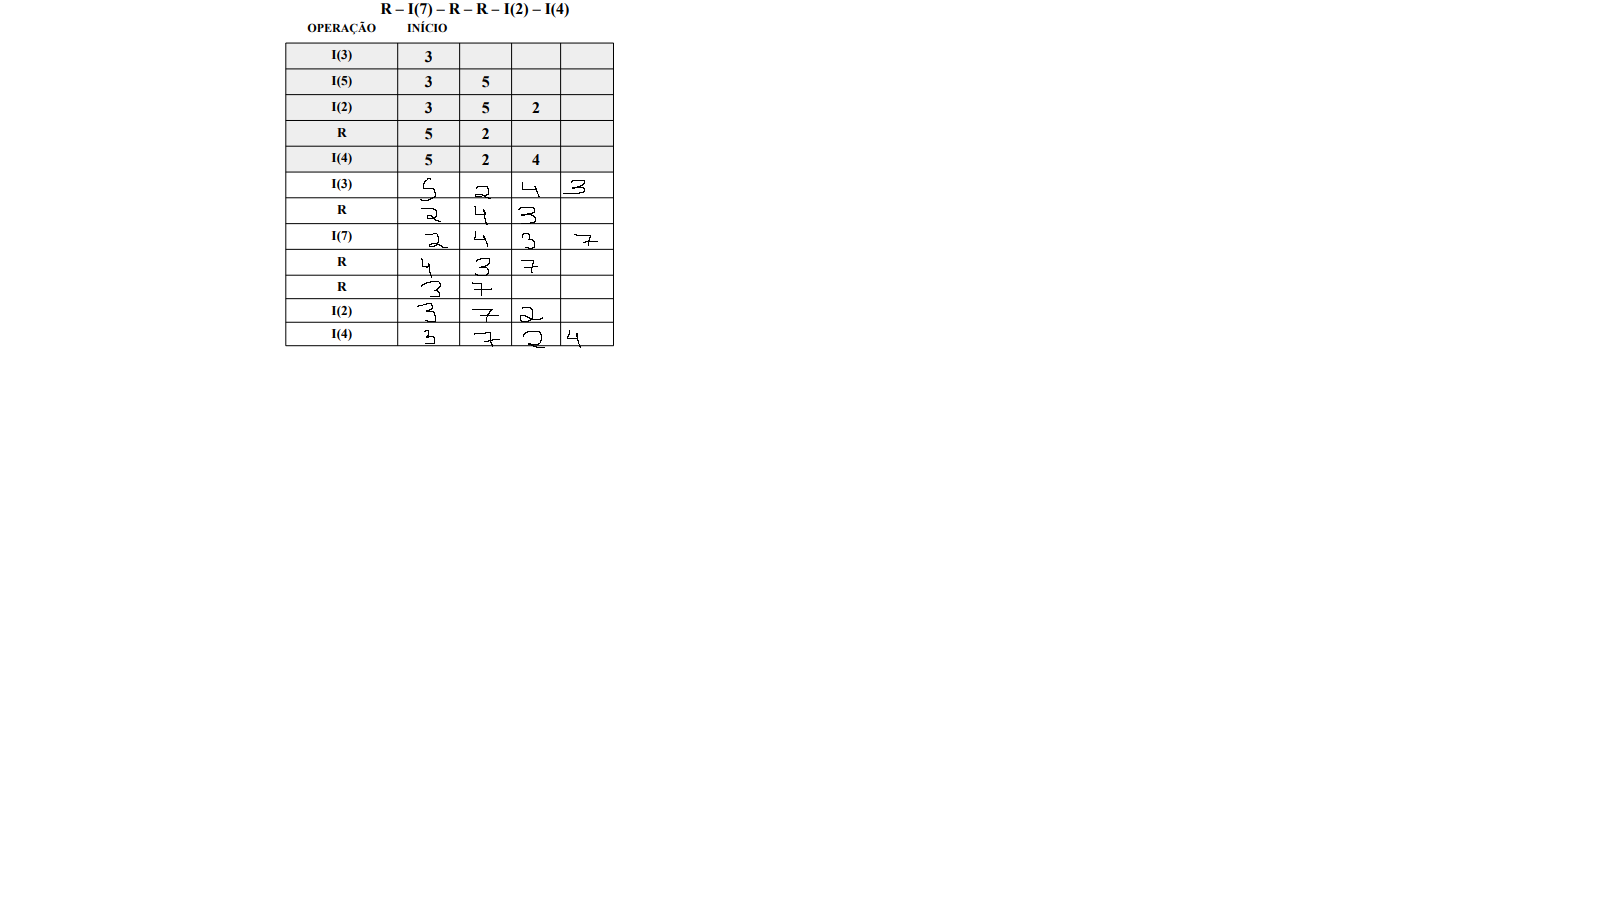 R – I(7) – R – R – I(2) – I(4)
OPERAÇÃO INÍCIO
I(3) 3
I(5) 3 5
I(2) 3 5 2
R 5 2
I(4) 5 2 4
I(3) 5 2 4 3
R 2 4 3
I(7) 2 4 3 7
R 4 3 7
R 3 7
I(2) 3 7 2
I(4) 3 7 2 4